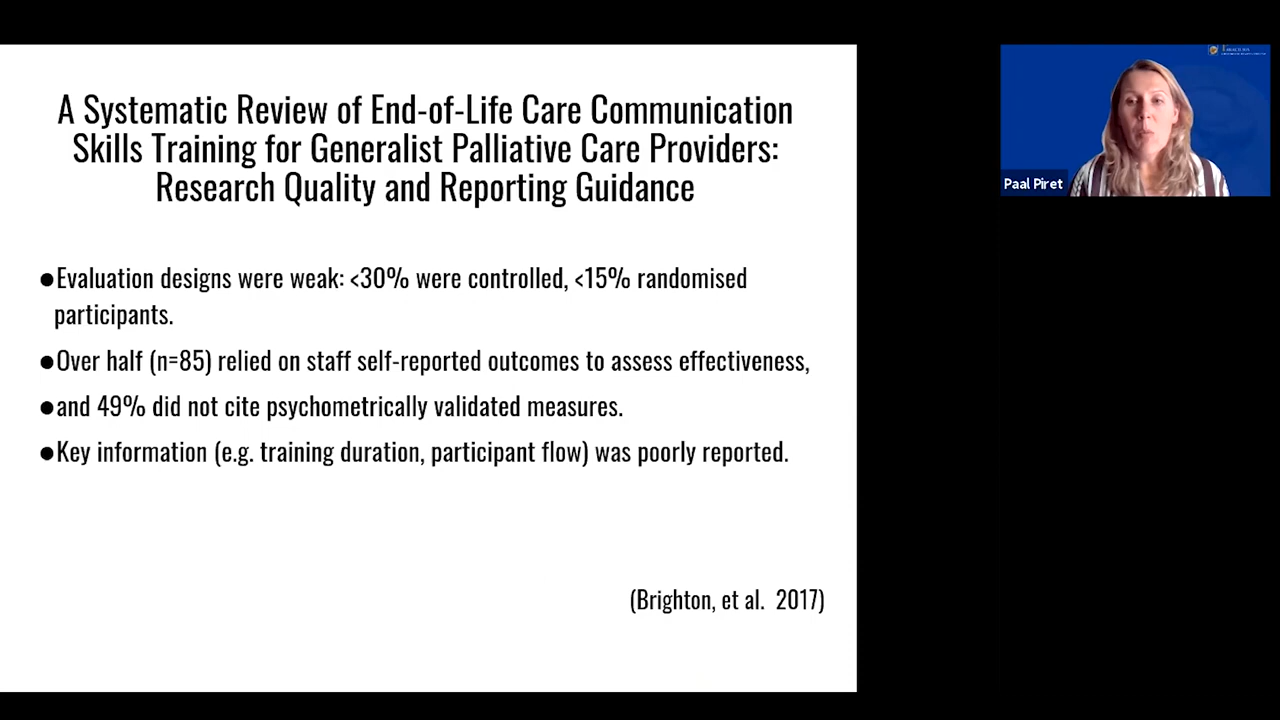 A Systematic Review of End-of-Life Care Communication
Skills Training for Generalist Palliative Care Providers:
Research Quality and Reporting Guidance
●Evaluation designs were weak: <30% were controlled, <15% randomised
participants.
●Over half (n=85) relied on staff self-reported outcomes to assess effectiveness,
●and 49% did not cite psychometrically validated measures.
●Key information (e.g. training duration, participant flow) was poorly reported.
(Brighton, et al. 2017)
Paal Piret